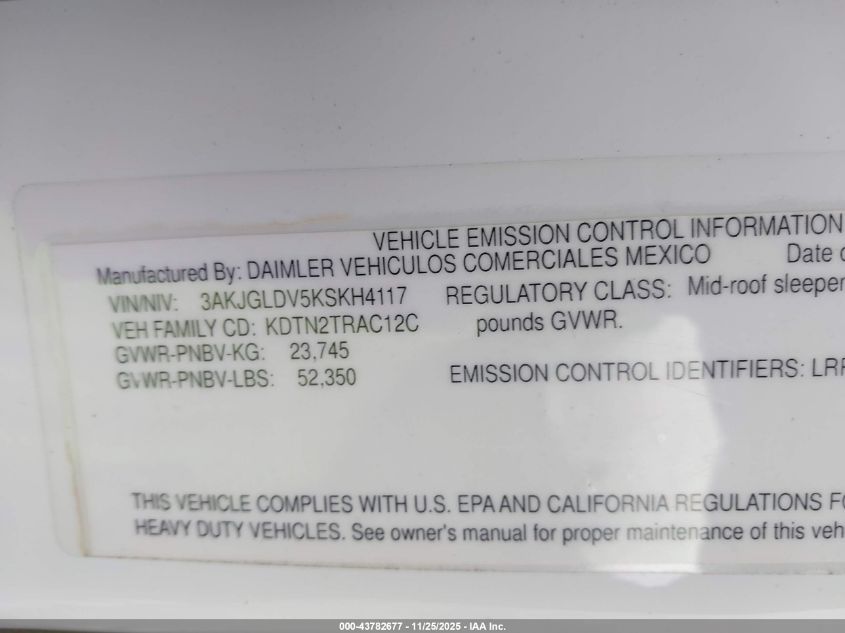 VEHICLE EMISSION CONTROL INFORMATION
Manufactured By: DAIMLER VEHICULOS COMERCIALES MEXICO Date
VIN/NIV: 3AKJGLDV5KSKH4117 REGULATORY CLASS: Mid-roof sleeper
VEH FAMILY CD: KDTN2TRAC12C pounds GVWR.
GVWR-PNBV-KG: 23,745
GVWR-PNBV-LBS: 52,350 EMISSION CONTROL IDENTIFIERS:
THIS VEHICLE COMPLIES WITH U.S. EPA AND CALIFORNIA REGULATIONS
HEAVY DUTY VEHICLES. See owner's manual for proper maintenance of this
000-43782677 - 11/25/2025 - IAA Inc.